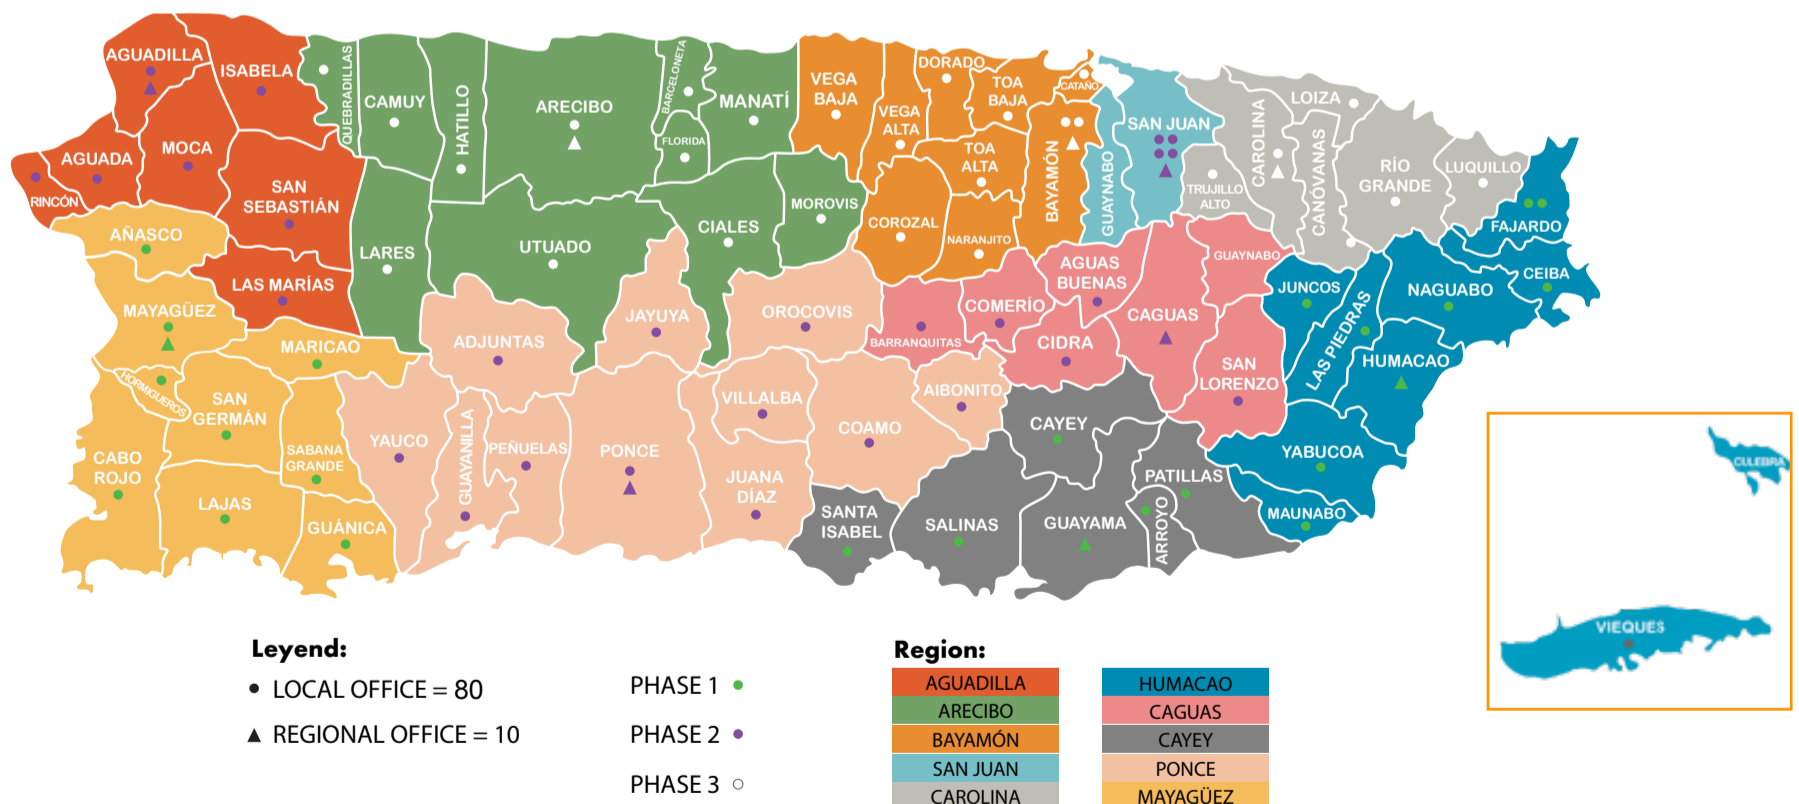 AGUADILLA
ISABELA
QUEBRADILLAS
CAMUY
HATILLO
ARECIBO
BARCELONETA
FLORIDA
MANATÍ
VEGA
BAJA
VEGA
ALTA
DORADO
TOA
BAJA
CATAÑO
TOA
ALTA
BAYAMÓN
GUAYNABO
SAN JUAN
TRUJILLO
ALTO
CAROLINA
LOIZA
CANÓVANAS
RÍO
GRANDE
LUQUILLO
FAJARDO
CEIBA
RINCÓN
AGUADA
MOCA
SAN
SEBASTIÁN
LAS MARÍAS
AÑASCO
MAYAGÜEZ
MARICAO
HORMIGUEROS
SAN
GERMÁN
CABO
ROJO
LAJAS
SABANA
GRANDE
GUÁNICA
LARES
UTUADO
CIALES
MOROVIS
COROZAL
NARANJITO
ADJUNTAS
JAYUYA
OROCOVIS
BARRANQUITAS
COMERÍO
AGUAS
BUENAS
CIDRA
CAGUAS
GUAYNABO
SAN
LORENZO
JUNCOS
LAS PIEDRAS
NAGUABO
HUMACAO
YABUCOA
MAUNABO
YAUCO
GUAYANILLA
PEÑUELAS
PONCE
VILLALBA
JUANA
DÍAZ
COAMO
AIBONITO
CAYEY
SANTA
ISABEL
SALINAS
GUAYAMA
ARROYO
PATILLAS
CULEBRA
VIEQUES
Leyend:
LOCAL OFFICE = 80
REGIONAL OFFICE = 10
PHASE 1
PHASE 2
PHASE 3
Region:
AGUADILLA
ARECIBO
BAYAMÓN
SAN JUAN
CAROLINA
HUMACAO
CAGUAS
CAYEY
PONCE
MAYAGÜEZ